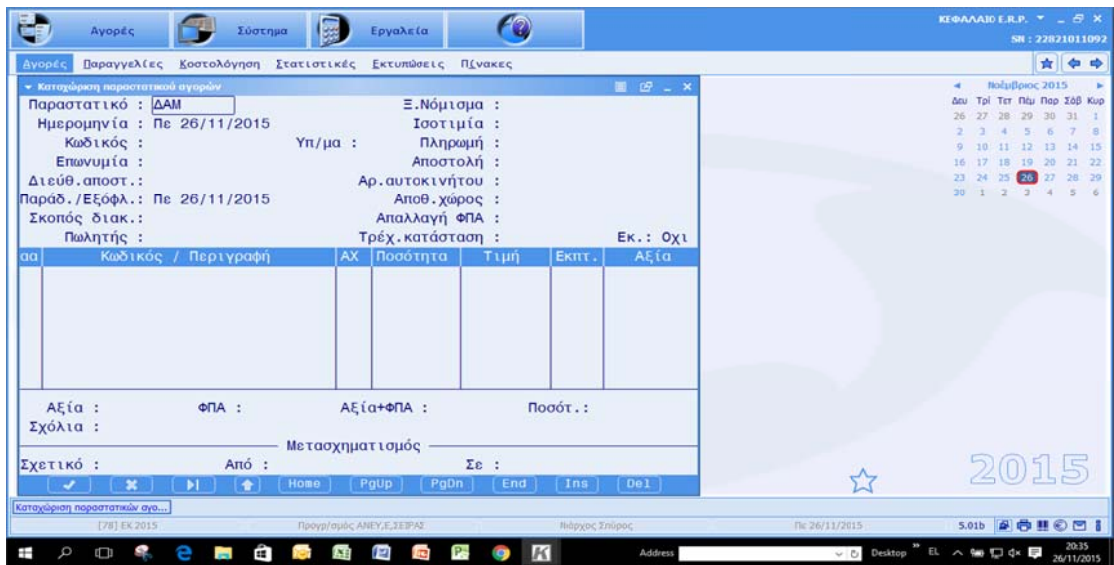 Αγορές Σύστημα Εργαλεία
ΚΕΦΑΛΑΙΟ E.R.P.
SN : 22821011092
Αγορές Παραγγελίες Κοστολόγηση Στατιστικές Εκτυπώσεις Πίνακες
Καταχώριση παραστατικού αγορών
Παραστατικό : ΔΑΜ Ξ.Νόμισμα :
Ημερομηνία : Πε 26/11/2015 Ισοτιμία :
Κωδικός : Υπ/μα : Πληρωμή :
Επωνυμία : Αποστολή :
Διεύθ.αποστ.: Αρ.αυτοκινήτου :
Παράδ./Εξόφλ.: Πε 26/11/2015 Αποθ.χώρος :
Σκοπός διακ.: Απαλλαγή ΦΠΑ :
Πωλητής : Τρέχ.κατάσταση : Εκ.: Οχι
αα Κωδικός / Περιγραφή ΑΧ Ποσότητα Τιμή Εκπτ. Αξία
Αξία : ΦΠΑ : Αξία+ΦΠΑ : Ποσότ.:
Σχόλια :
Μετασχηματισμός
Σχετικό : Από : Σε :
Home PgUp PgDn End Ins Del
Νοέμβριος 2015
Δευ Τρί Τετ Πέμ Παρ Σάβ Κυρ
26 27 28 29 30 31 1
2 3 4 5 6 7 8
9 10 11 12 13 14 15
16 17 18 19 20 21 22
23 24 25 26 27 28 29
30 1 2 3 4 5 6
2015
Καταχώριση παραστατικών αγο...
[78] ΕΚ 2015 Προγρ/σμός ΑΝΕΥ,Ε,ΣΕΙΡΑΣ Νιάρχος Σπύρος Πε 26/11/2015 5.01b
Address Desktop EL 20:35
26/11/2015